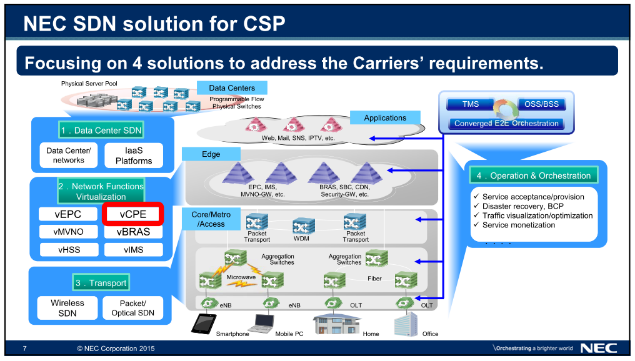 NEC SDN solution for CSP
Focusing on 4 solutions to address the Carriers' requirements.
Physical Server Pool
Data Centers
Programmable Flow
Physical Switches
TMS
OSS/BSS
Converged E2E Orchestration
Applications
Web, Mail, SNS, IPTV, etc.
1. Data Center SDN
Data Center/
networks
IaaS
Platforms
Edge
EPC, IMS,
MVNO-GW, etc.
BRAS, SBC, CDN,
Security-GW, etc.
4. Operation & Orchestration
✓ Service acceptance/provision
✓ Disaster recovery, BCP
✓ Traffic visualization/optimization
✓ Service monetization
2. Network Functions
Virtualization
vEPC
vCPE
vMVNO
vBRAS
vHSS
vIMS
Core/Metro
/Access
Packet
Transport
WDM
Packet
Transport
Aggregation
Switches
Aggregation
Switches
Microwave
Fiber
3. Transport
Wireless
SDN
Packet/
Optical SDN
eNB
eNB
OLT
OLT
Smartphone
Mobile PC
Home
Office
7
© NEC Corporation 2015
\Orchestrating a brighter world
NEC